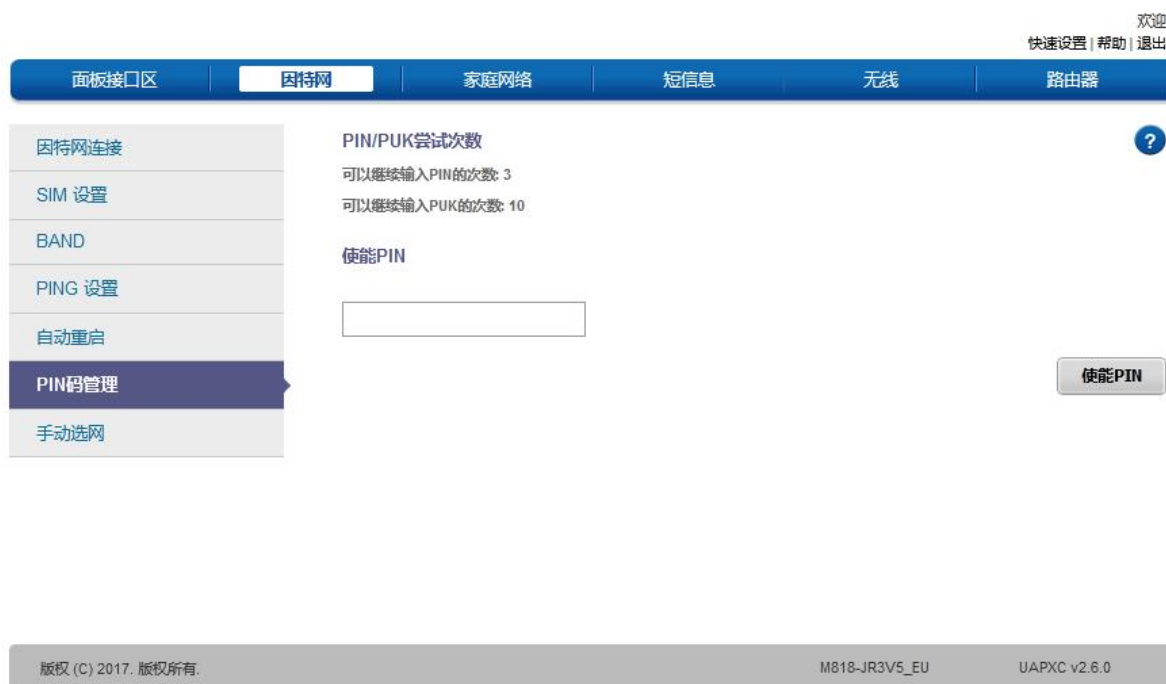 欢迎
快速设置 | 帮助 | 退出
面板接口区 因特网 家庭网络 短信息 无线 路由器
因特网连接
SIM 设置
BAND
PING 设置
自动重启
PIN码管理
手动选网
PIN/PUK尝试次数
可以继续输入PIN的次数: 3
可以继续输入PUK的次数: 10
使能PIN
?
使能PIN
版权 (C) 2017. 版权所有. M818-JR3V5_EU UAPXC v2.6.0